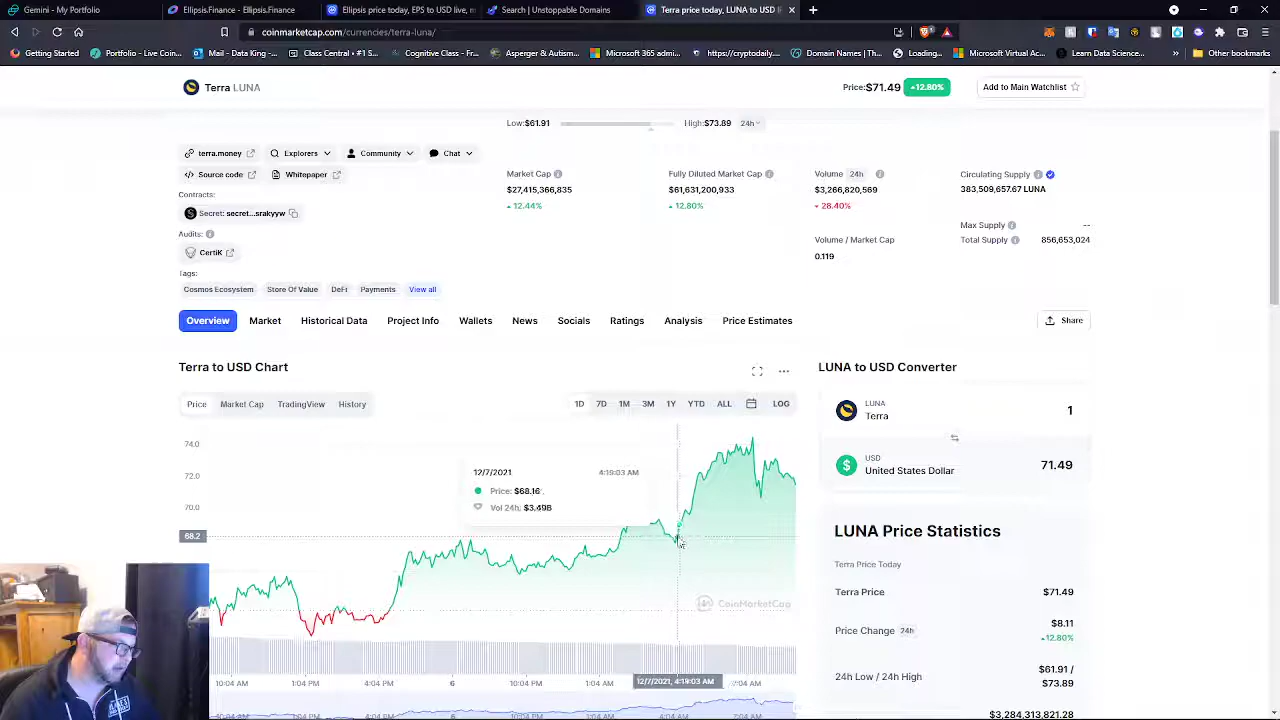 Gemini - My Portfolio
Ellipsis.Finance - Ellipsis.Finance
Ellipsis price today, EPS to USD live, m
Search | Unstoppable Domains
Terra price today, LUNA to USD li
coinmarketcap.com/currencies/terra-luna/
Getting Started
Portfolio - Live Coin...
Mail - Data King -...
Class Central • #1 S...
Cognitive Class - Fr...
Asperger & Autism...
Microsoft 365 admi...
https://cryptodaily...
Domain Names | Th...
Loading...
Microsoft Virtual Ac...
Learn Data Science...
»
Other bookmarks
Terra LUNA
Price:$71.49
12.80%
Add to Main Watchlist
Low:$61.91
High:$73.89
24h
terra.money
Explorers
Community
Chat
Source code
Whitepaper
Contracts:
Secret: secret...srakyyw
Audits:
CertiK
Tags:
Cosmos Ecosystem
Store Of Value
DeFi
Payments
View all
Market Cap
$27,415,366,835
12.44%
Fully Diluted Market Cap
$61,631,200,933
12.80%
Volume 24h
$3,266,820,569
28.40%
Volume / Market Cap
0.119
Circulating Supply
383,509,657.67 LUNA
Max Supply --
Total Supply 856,653,024
Overview
Market
Historical Data
Project Info
Wallets
News
Socials
Ratings
Analysis
Price Estimates
Share
Terra to USD Chart
Price
Market Cap
TradingView
History
1D
7D
1M
3M
1Y
YTD
ALL
LOG
74.0
72.0
70.0
68.2
12/7/2021 4:19:03 AM
Price: $68.16
Vol 24h: $3.49B
CoinMarketCap
10:04 AM
1:04 PM
4:04 PM
6
10:04 PM
1:04 AM
12/7/2021, 4:19:03 AM
7:04 AM
LUNA to USD Converter
LUNA
Terra
1
USD
United States Dollar
71.49
LUNA Price Statistics
Terra Price Today
Terra Price
$71.49
Price Change 24h
$8.11
12.80%
24h Low / 24h High
$61.91 /
$73.89
$3,284,313,821.28